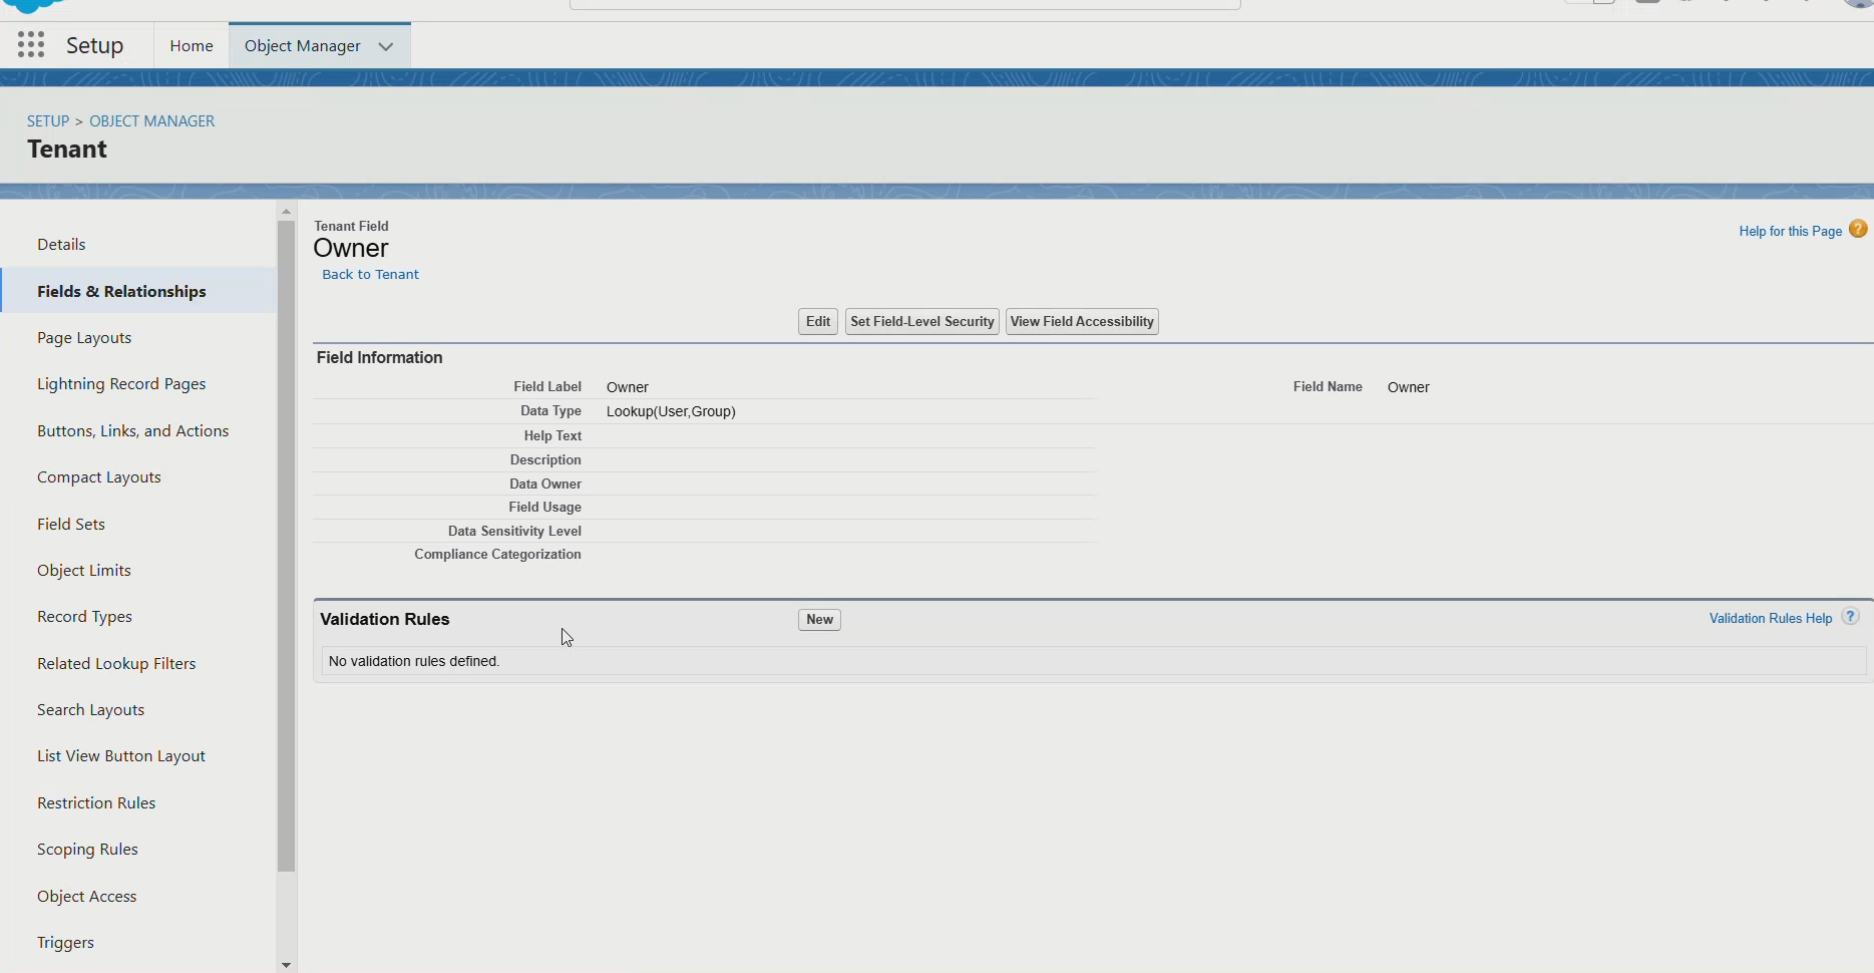 Setup
Home
Object Manager
SETUP > OBJECT MANAGER
Tenant
Details
Fields & Relationships
Page Layouts
Lightning Record Pages
Buttons, Links, and Actions
Compact Layouts
Field Sets
Object Limits
Record Types
Related Lookup Filters
Search Layouts
List View Button Layout
Restriction Rules
Scoping Rules
Object Access
Triggers
Tenant Field
Owner
Back to Tenant
Help for this Page ?
Edit Set Field-Level Security View Field Accessibility
Field Information
Field Label Owner
Field Name Owner
Data Type Lookup(User,Group)
Help Text
Description
Data Owner
Field Usage
Data Sensitivity Level
Compliance Categorization
Validation Rules
New
Validation Rules Help ?
No validation rules defined.